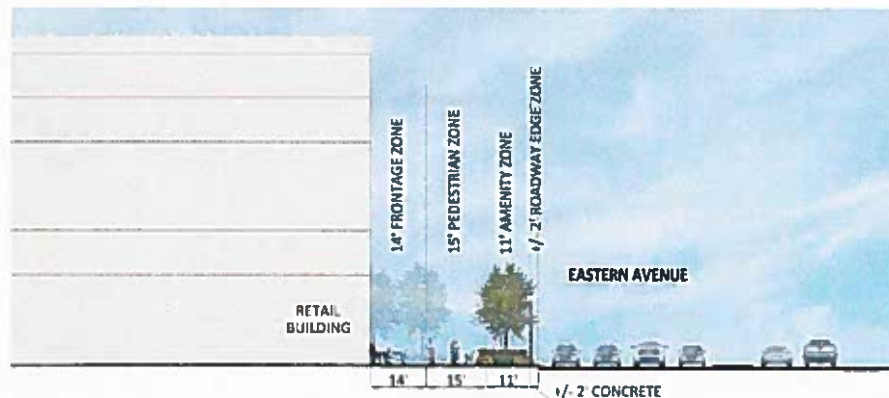 14' FRONTAGE ZONE
15' PEDESTRIAN ZONE
11' AMENITY ZONE
+/- 2' ROADWAY EDGE ZONE
EASTERN AVENUE
RETAIL
BUILDING
14'
15'
11'
+/- 2' CONCRETE